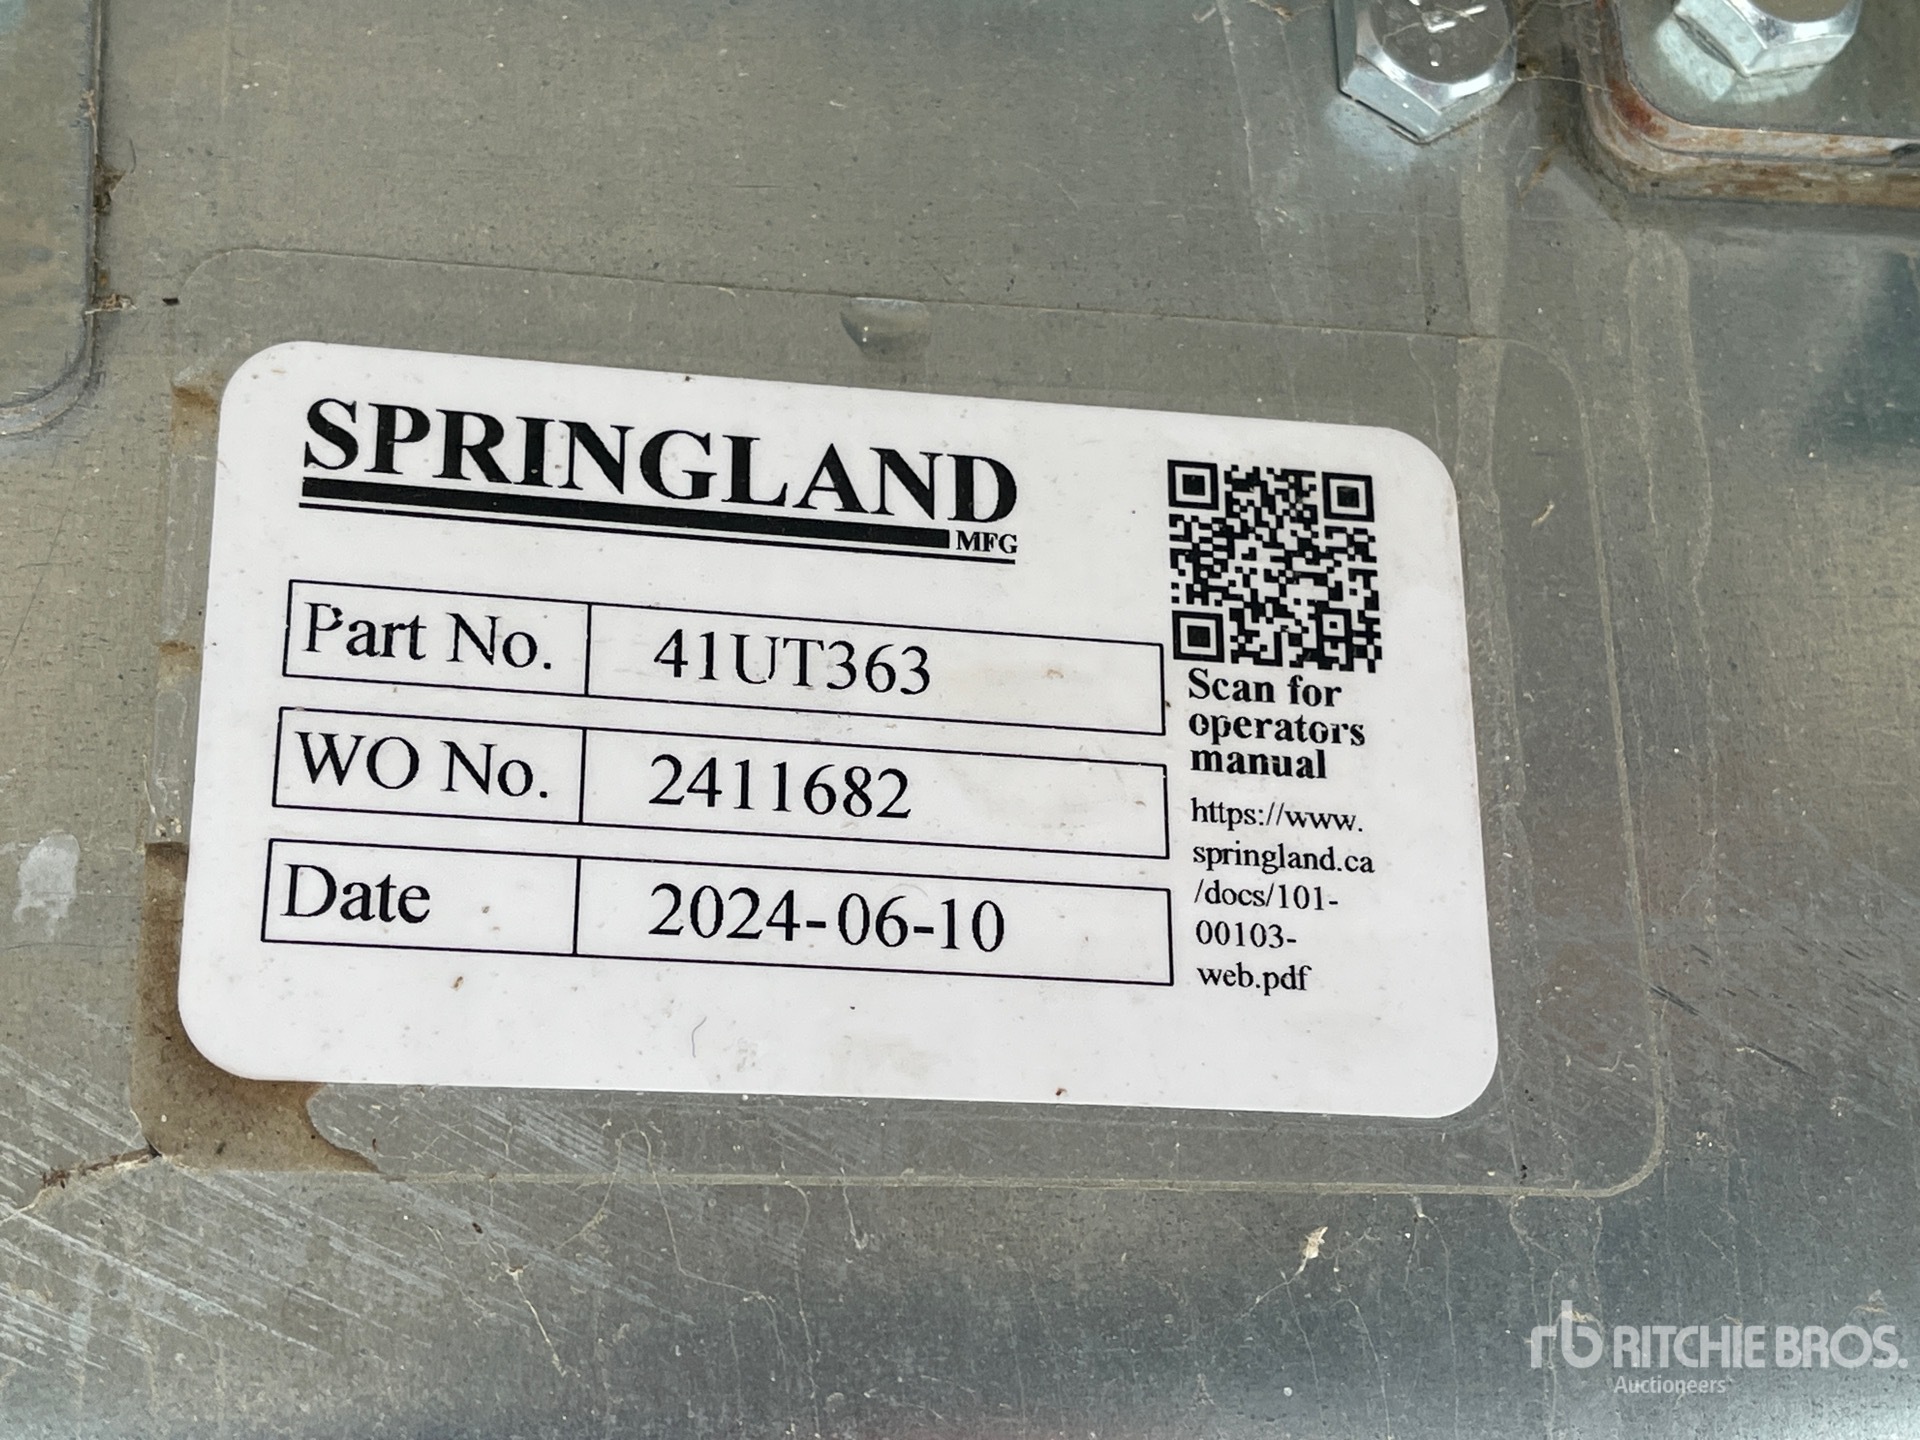 SPRINGLAND
MFG
Part No. 41UT363
WO No. 2411682
Date 2024-06-10
Scan for
operators
manual
https://www.
springland.ca
/docs/101-
00103-
web.pdf
rb RITCHIE BROS.
Auctioneers